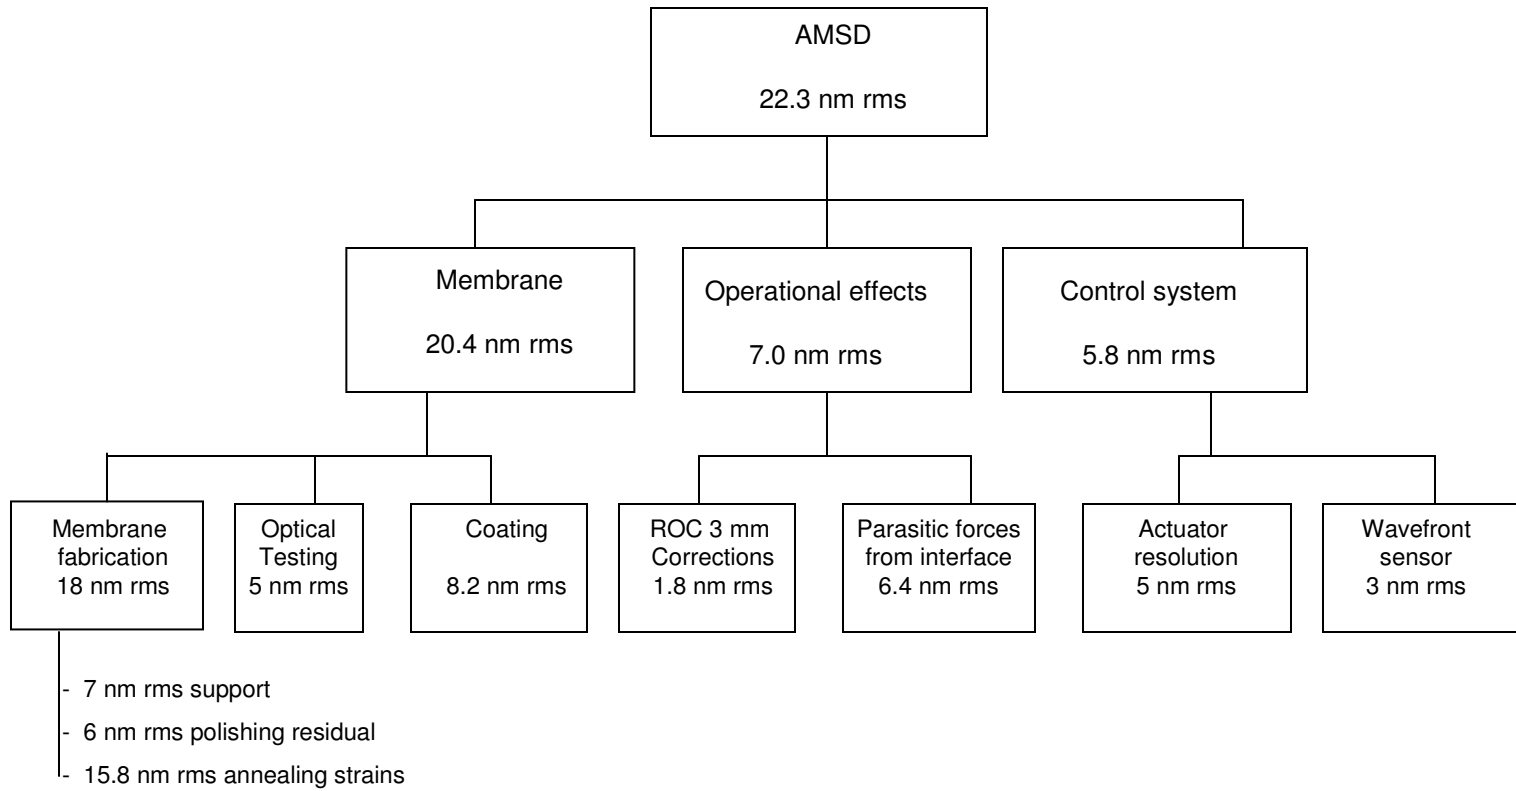 AMSD
22.3 nm rms
Membrane
20.4 nm rms
Operational effects
7.0 nm rms
Control system
5.8 nm rms
Membrane
fabrication
18 nm rms
Optical
Testing
5 nm rms
Coating
8.2 nm rms
ROC 3 mm
Corrections
1.8 nm rms
Parasitic forces
from interface
6.4 nm rms
Actuator
resolution
5 nm rms
Wavefront
sensor
3 nm rms
- 7 nm rms support
- 6 nm rms polishing residual
- 15.8 nm rms annealing strains